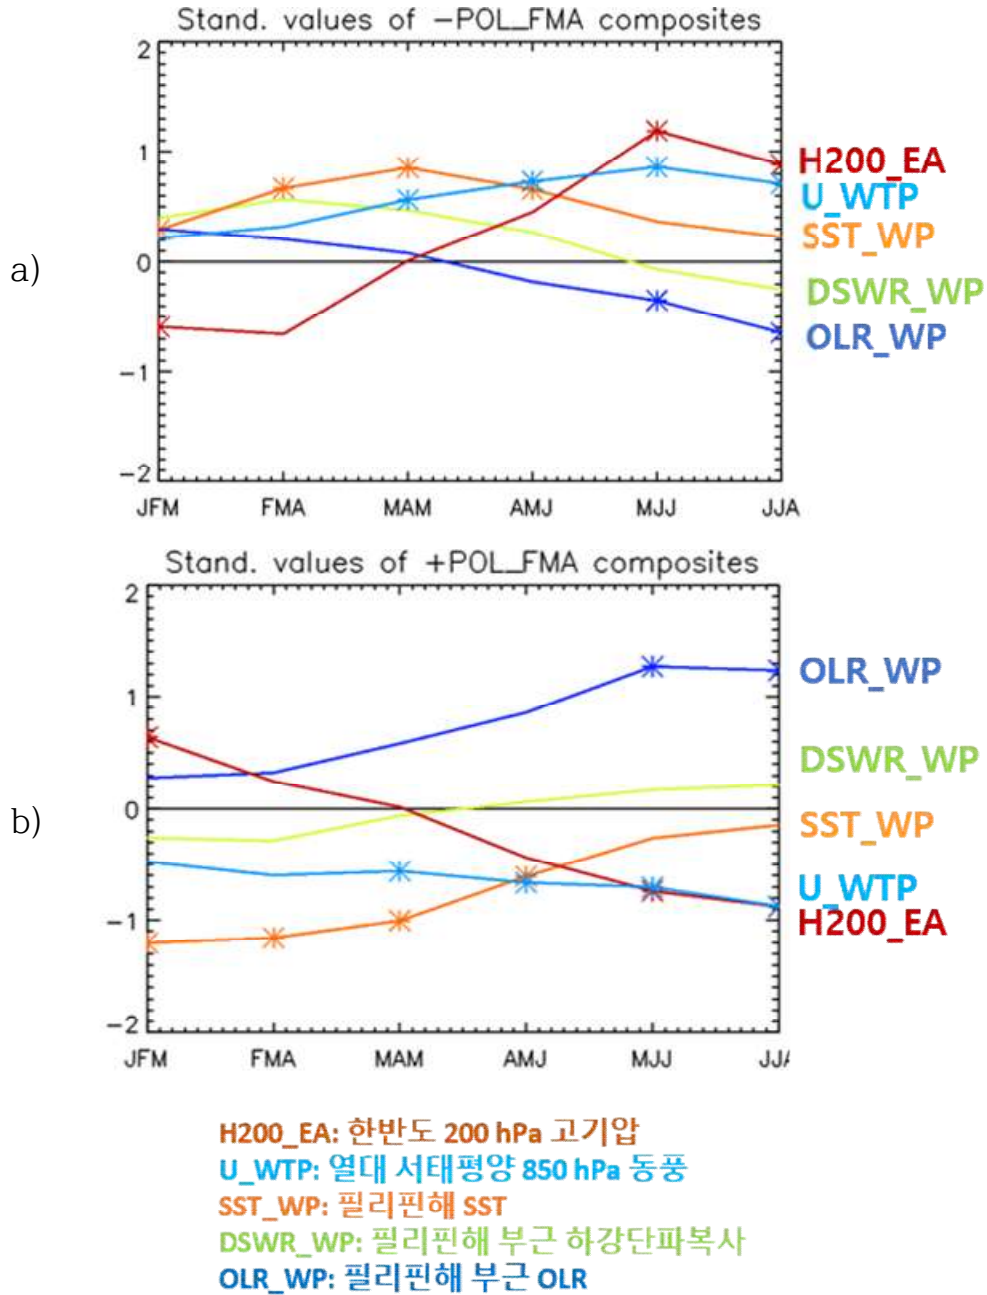 Stand. values of −POL_FMA composites
2
1
0
−1
−2
JFM FMA MAM AMJ MJJ JJA
a)
H200_EA
U_WTP
SST_WP
DSWR_WP
OLR_WP
Stand. values of +POL_FMA composites
2
1
0
−1
−2
JFM FMA MAM AMJ MJJ JJA
b)
OLR_WP
DSWR_WP
SST_WP
U_WTP
H200_EA
H200_EA: 한반도 200 hPa 고기압
U_WTP: 열대 서태평양 850 hPa 동풍
SST_WP: 필리핀해 SST
DSWR_WP: 필리핀해 부근 하강단파복사
OLR_WP: 필리핀해 부근 OLR